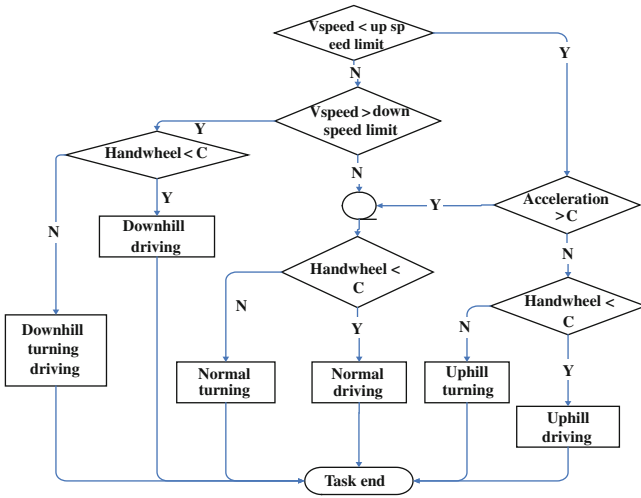 Vspeed < up sp
eed limit
Y
N
Vspeed > down
speed limit
Y
Handwheel < C
N
Acceleration
> C
Y
Y
N
Downhill
driving
Handwheel <
C
N
Handwheel <
C
N
N
Downhill
turning
driving
Y
Y
Normal
turning
Normal
driving
Uphill
turning
Uphill
driving
Task end